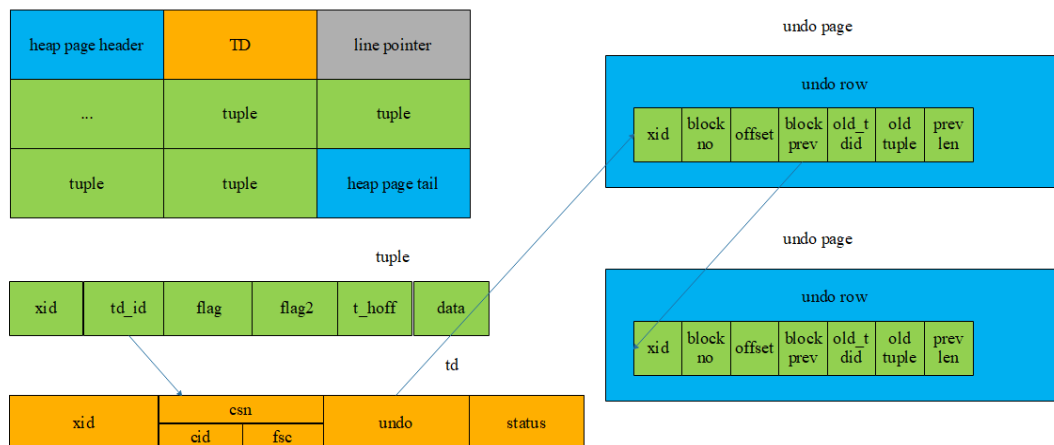 heap page header TD line pointer
... tuple tuple
tuple tuple heap page tail
tuple
xid td_id flag flag2 t_hoff data
td
xid csn undo status
cid fsc
undo page
undo row
xid block no offset block prev old_t did old tuple prev len
undo page
undo row
xid block no offset block prev old_t did old tuple prev len